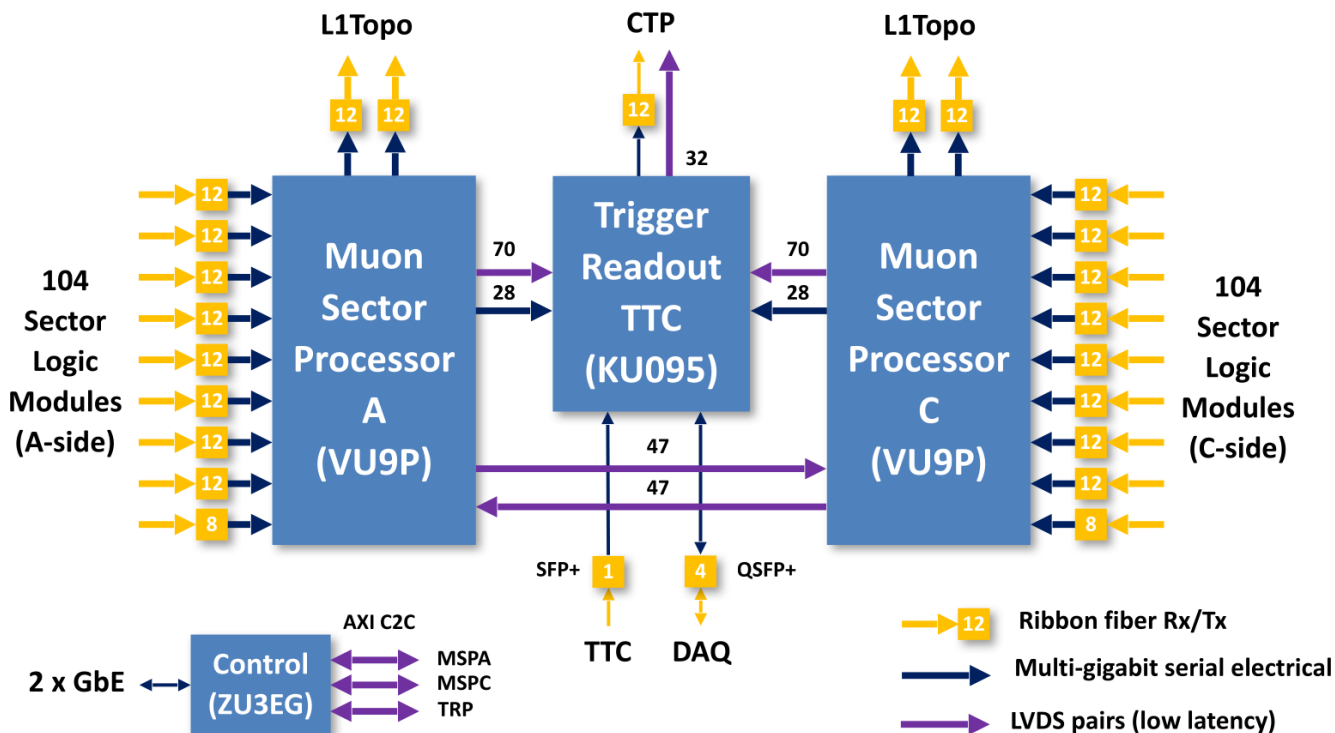 L1Topo
CTP
L1Topo
12
12
12
12
12
32
12
12
12
12
12
12
12
12
8
104
Sector
Logic
Modules
(A-side)
Muon
Sector
Processor
A
(VU9P)
70
28
Trigger
Readout
TTC
(KU095)
70
28
47
47
Muon
Sector
Processor
C
(VU9P)
12
12
12
12
12
12
12
12
8
104
Sector
Logic
Modules
(C-side)
SFP+
1
4
QSFP+
TTC
DAQ
AXI C2C
2 x GbE
Control
(ZU3EG)
MSPA
MSPC
TRP
12
Ribbon fiber Rx/Tx
Multi-gigabit serial electrical
LVDS pairs (low latency)